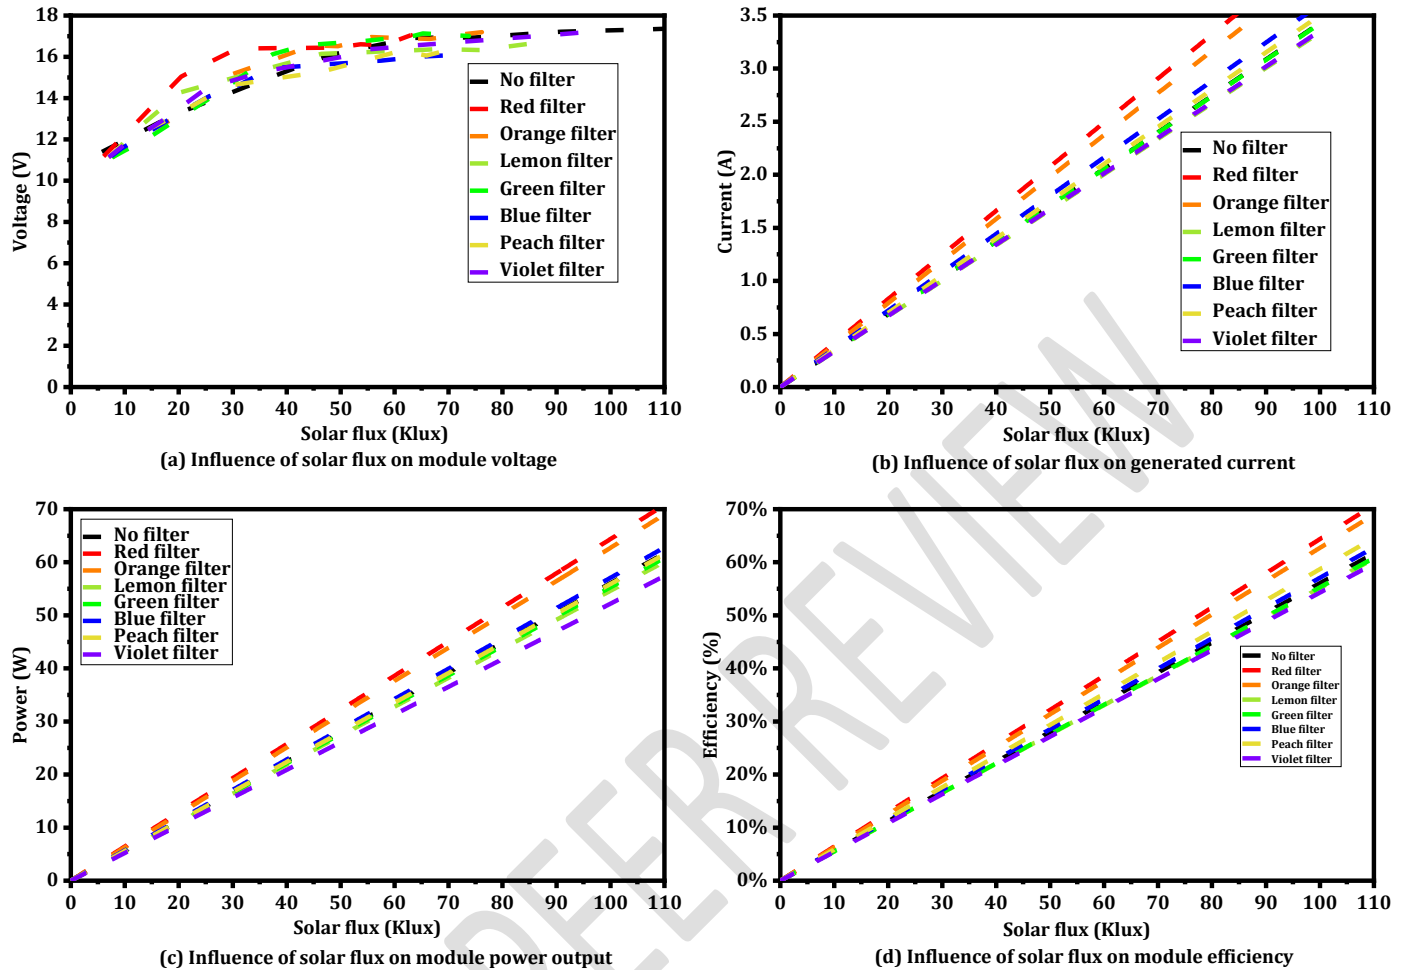 18
16
14
12
10
8
6
4
2
0
Voltage (V)
No filter
Red filter
Orange filter
Lemon filter
Green filter
Blue filter
Peach filter
Violet filter
0 10 20 30 40 50 60 70 80 90 100 110
Solar flux (Klux)
(a) Influence of solar flux on module voltage
3.5
3.0
2.5
2.0
1.5
1.0
0.5
0.0
Current (A)
No filter
Red filter
Orange filter
Lemon filter
Green filter
Blue filter
Peach filter
Violet filter
0 10 20 30 40 50 60 70 80 90 100 110
Solar flux (Klux)
(b) Influence of solar flux on generated current
70
60
50
40
30
20
10
0
Power (W)
No filter
Red filter
Orange filter
Lemon filter
Green filter
Blue filter
Peach filter
Violet filter
0 10 20 30 40 50 60 70 80 90 100 110
Solar flux (Klux)
(c) Influence of solar flux on module power output
70%
60%
50%
40%
30%
20%
10%
0%
Efficiency (%)
No filter
Red filter
Orange filter
Lemon filter
Green filter
Blue filter
Peach filter
Violet filter
0 10 20 30 40 50 60 70 80 90 100 110
Solar flux (Klux)
(d) Influence of solar flux on module efficiency
PEER REVIEW